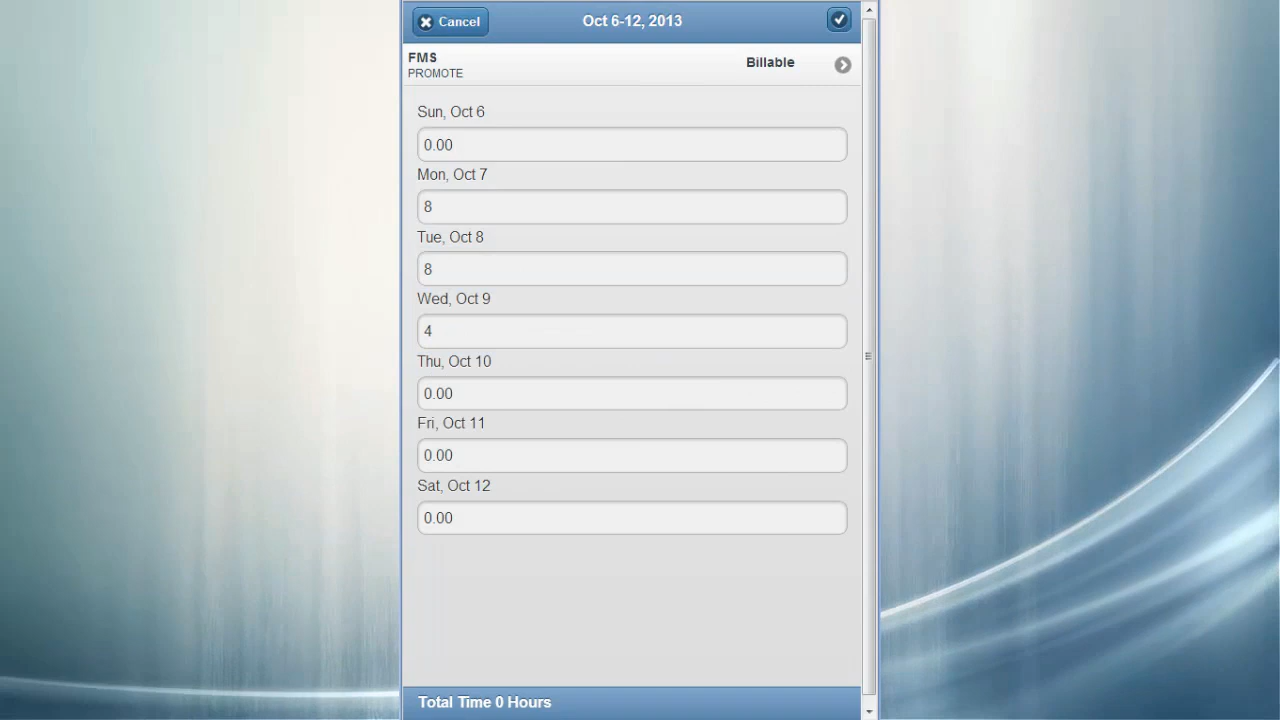 Cancel
Oct 6-12, 2013
FMS
PROMOTE
Billable
Sun, Oct 6
0.00
Mon, Oct 7
8
Tue, Oct 8
8
Wed, Oct 9
4
Thu, Oct 10
0.00
Fri, Oct 11
0.00
Sat, Oct 12
0.00
Total Time 0 Hours